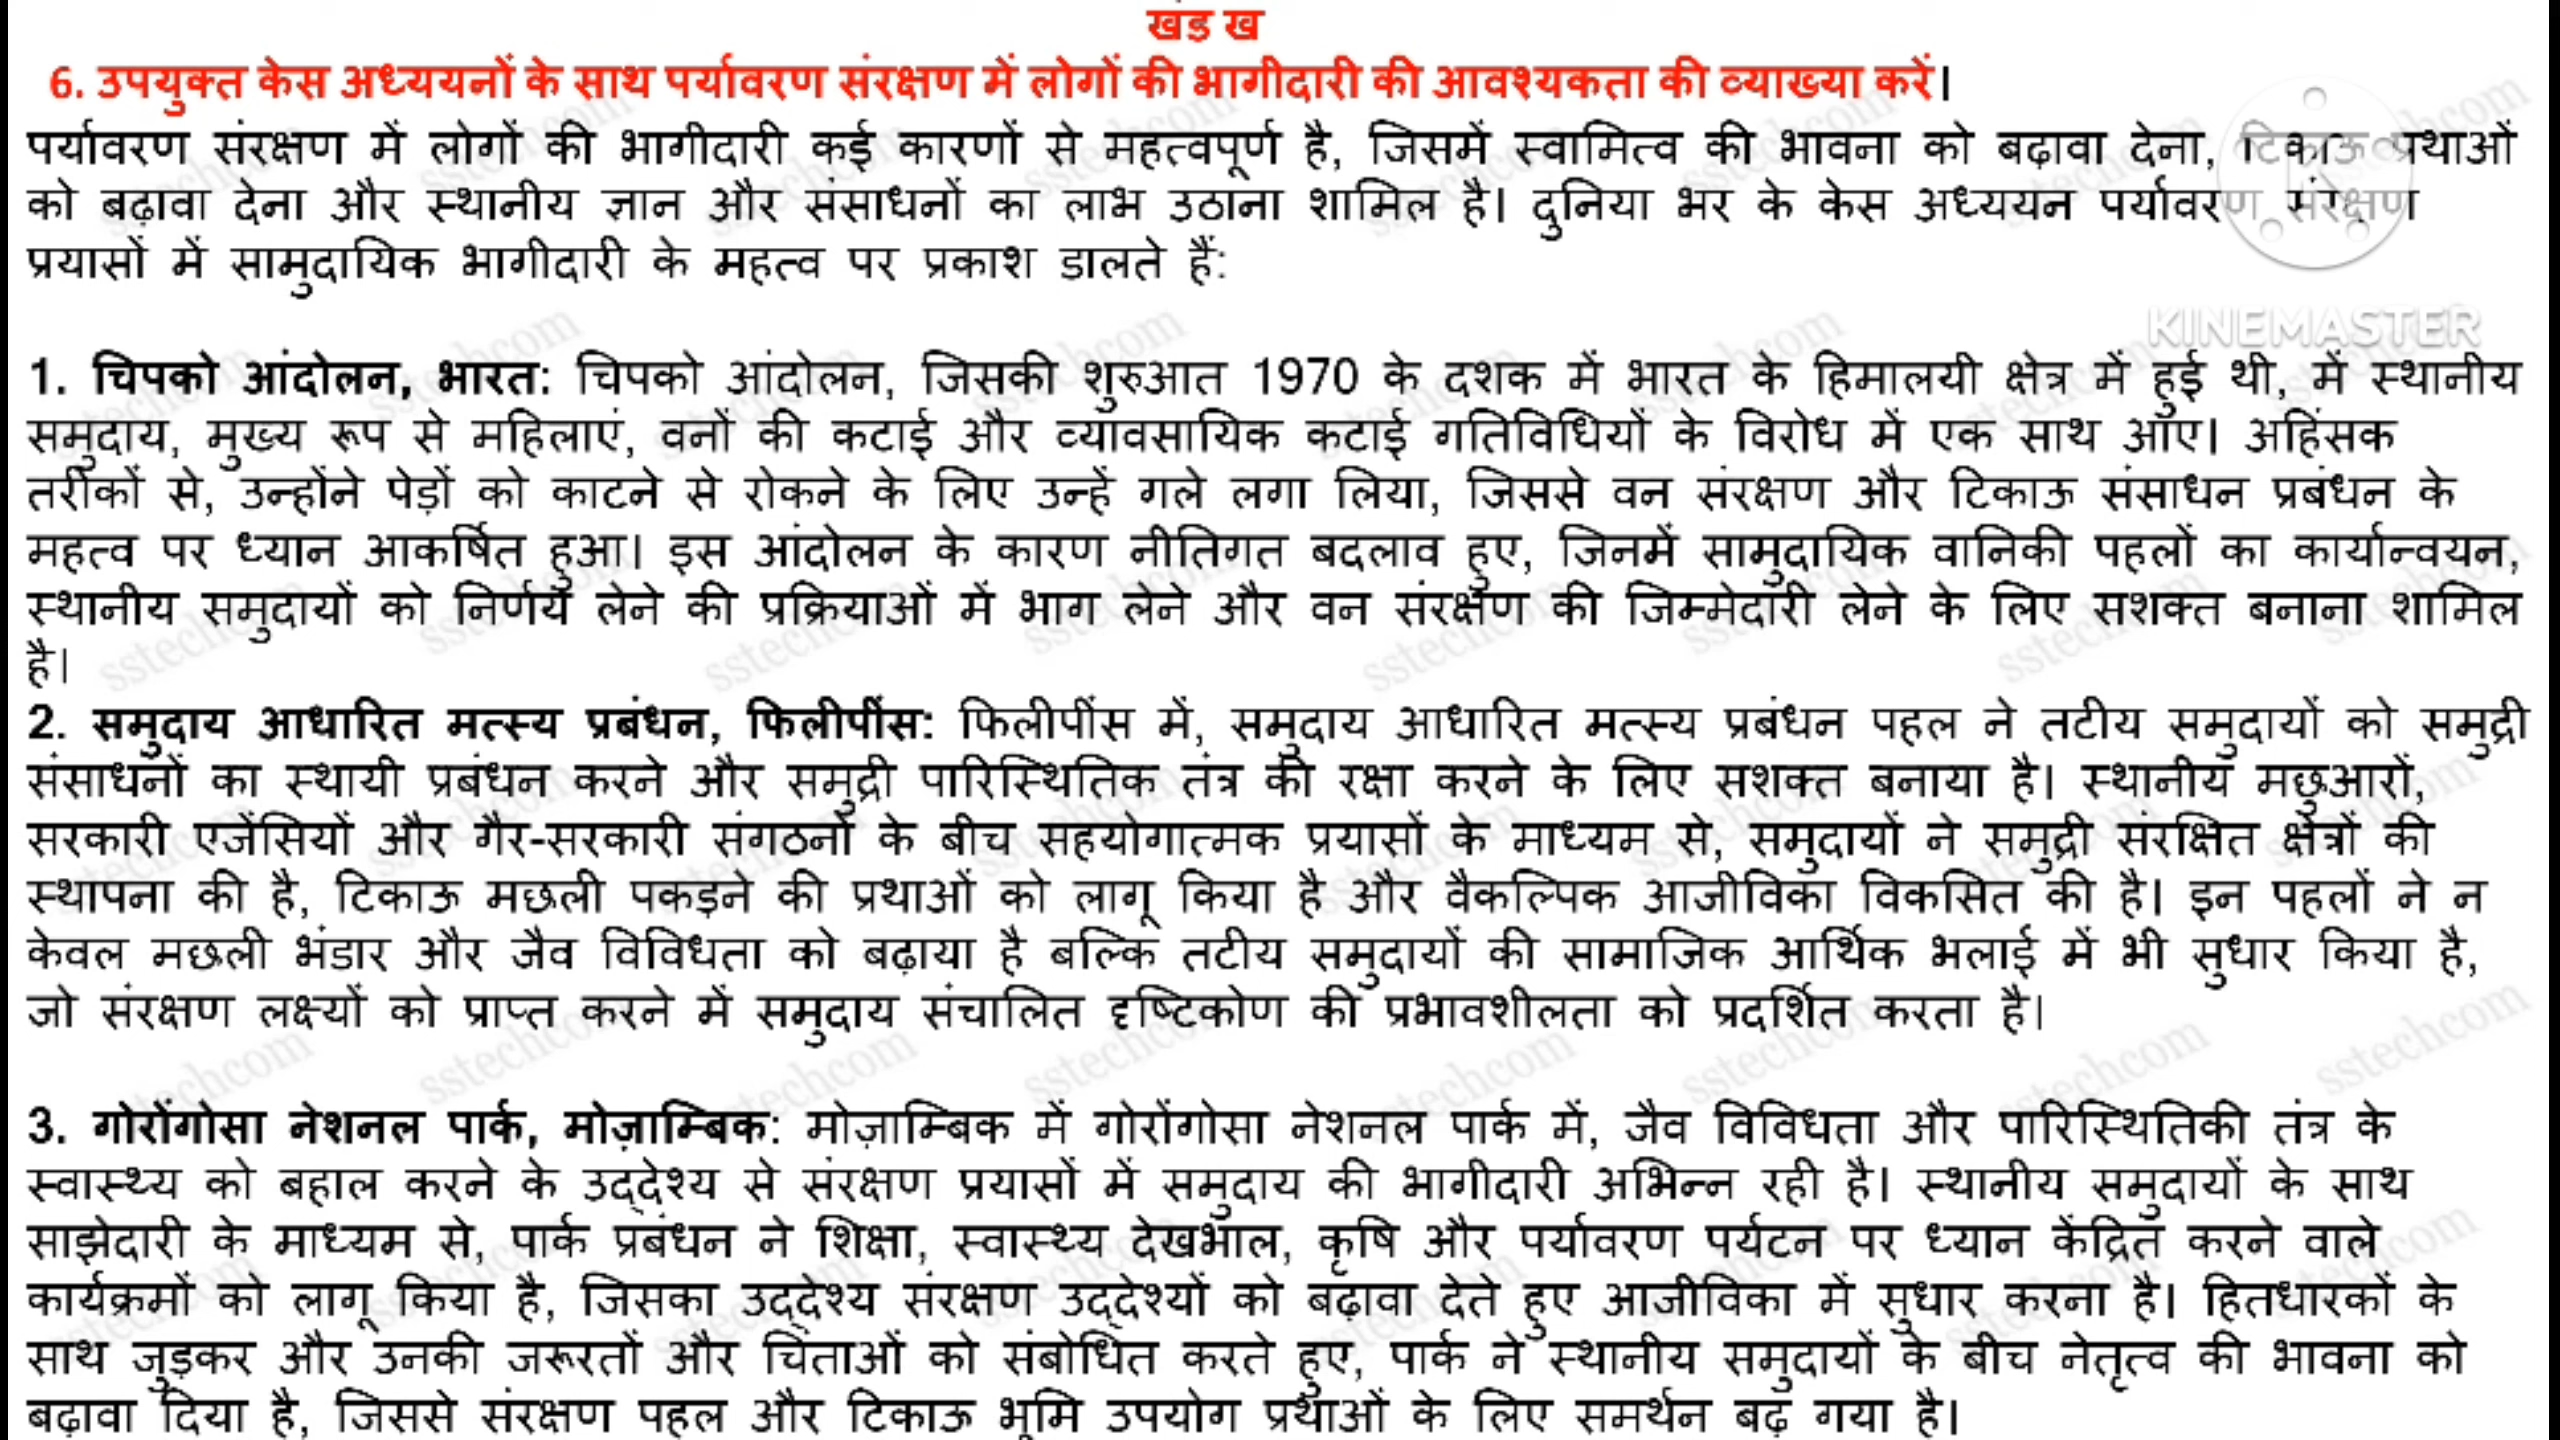 खंड ख
6. उपयुक्त केस अध्ययनों के साथ पर्यावरण संरक्षण में लोगों की भागीदारी की आवश्यकता की व्याख्या करें।
पर्यावरण संरक्षण में लोगों की भागीदारी कई कारणों से महत्वपूर्ण है, जिसमें स्वामित्व की भावना को बढ़ावा देना, टिकाऊ प्रथाओं
को बढ़ावा देना और स्थानीय ज्ञान और संसाधनों का लाभ उठाना शामिल है। दुनिया भर के केस अध्ययन पर्यावरण संरक्षण
प्रयासों में सामुदायिक भागीदारी के महत्व पर प्रकाश डालते हैं:
KINEMASTER
1. चिपको आंदोलन, भारत: चिपको आंदोलन, जिसकी शुरुआत 1970 के दशक में भारत के हिमालयी क्षेत्र में हुई थी, में स्थानीय
समुदाय, मुख्य रूप से महिलाएं, वनों की कटाई और व्यावसायिक कटाई गतिविधियों के विरोध में एक साथ आए। अहिंसक
तरीकों से, उन्होंने पेड़ों को काटने से रोकने के लिए उन्हें गले लगा लिया, जिससे वन संरक्षण और टिकाऊ संसाधन प्रबंधन के
महत्व पर ध्यान आकर्षित हुआ। इस आंदोलन के कारण नीतिगत बदलाव हुए, जिनमें सामुदायिक वानिकी पहलों का कार्यान्वयन,
स्थानीय समुदायों को निर्णय लेने की प्रक्रियाओं में भाग लेने और वन संरक्षण की जिम्मेदारी लेने के लिए सशक्त बनाना शामिल
है।
2. समुदाय आधारित मत्स्य प्रबंधन, फिलीपींस: फिलीपींस में, समुदाय आधारित मत्स्य प्रबंधन पहल ने तटीय समुदायों को समुद्री
संसाधनों का स्थायी प्रबंधन करने और समुद्री पारिस्थितिक तंत्र की रक्षा करने के लिए सशक्त बनाया है। स्थानीय मछुआरों,
सरकारी एजेंसियों और गैर-सरकारी संगठनों के बीच सहयोगात्मक प्रयासों के माध्यम से, समुदायों ने समुद्री संरक्षित क्षेत्रों की
स्थापना की है, टिकाऊ मछली पकड़ने की प्रथाओं को लागू किया है और वैकल्पिक आजीविका विकसित की है। इन पहलों ने न
केवल मछली भंडार और जैव विविधता को बढ़ाया है बल्कि तटीय समुदायों की सामाजिक आर्थिक भलाई में भी सुधार किया है,
जो संरक्षण लक्ष्यों को प्राप्त करने में समुदाय संचालित दृष्टिकोण की प्रभावशीलता को प्रदर्शित करता है।
3. गोरोंगोसा नेशनल पार्क, मोज़ाम्बिक: मोज़ाम्बिक में गोरोंगोसा नेशनल पार्क में, जैव विविधता और पारिस्थितिकी तंत्र के
स्वास्थ्य को बहाल करने के उद्देश्य से संरक्षण प्रयासों में समुदाय की भागीदारी अभिन्न रही है। स्थानीय समुदायों के साथ
साझेदारी के माध्यम से, पार्क प्रबंधन ने शिक्षा, स्वास्थ्य देखभाल, कृषि और पर्यावरण पर्यटन पर ध्यान केंद्रित करने वाले
कार्यक्रमों को लागू किया है, जिसका उद्देश्य संरक्षण उद्देश्यों को बढ़ावा देते हुए आजीविका में सुधार करना है। हितधारकों के
साथ जुड़कर और उनकी जरूरतों और चिंताओं को संबोधित करते हुए, पार्क ने स्थानीय समुदायों के बीच नेतृत्व की भावना को
बढ़ावा दिया है, जिससे संरक्षण पहल और टिकाऊ भूमि उपयोग प्रथाओं के लिए समर्थन बढ़ गया है।